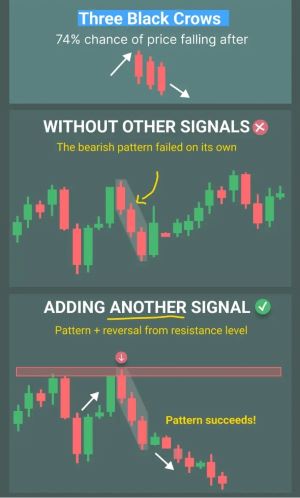 Three Black Crows
74% chance of price falling after
WITHOUT OTHER SIGNALS
The bearish pattern failed on its own
ADDING ANOTHER SIGNAL
Pattern + reversal from resistance level
Pattern succeeds!